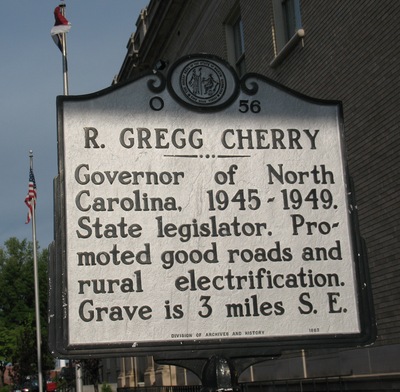 O 56
R. GREGG CHERRY
Governor of North
Carolina, 1945-1949.
State legislator. Pro-
moted good roads and
rural electrification.
Grave is 3 miles S. E.
DIVISION OF ARCHIVES AND HISTORY